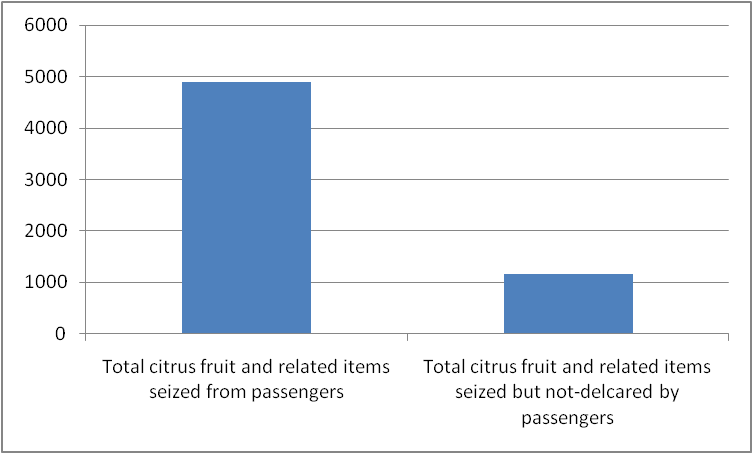 6000
5000
4000
3000
2000
1000
0
Total citrus fruit and related items
seized from passengers
Total citrus fruit and related items
seized but not-delcared by
passengers